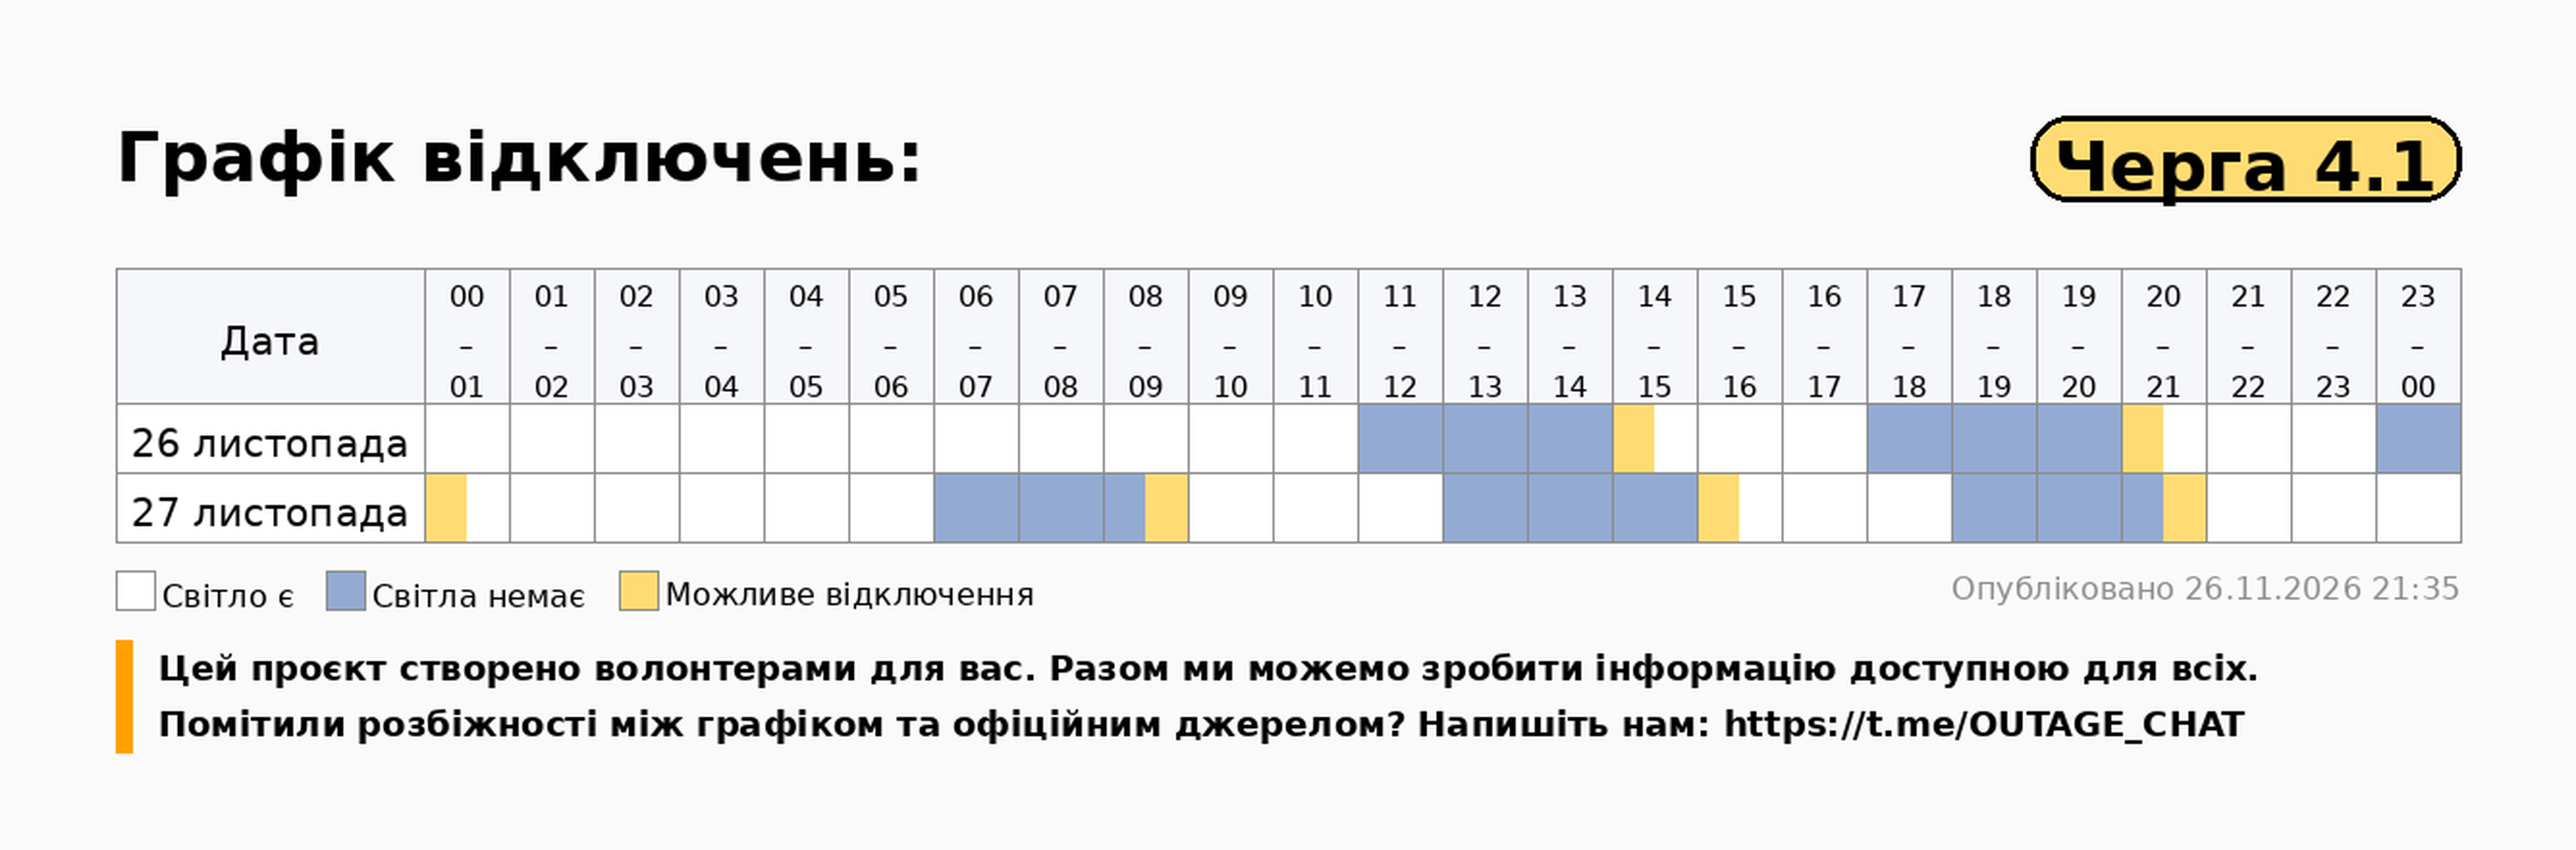 Графік відключень:
Черга 4.1
Дата
00 – 01
01 – 02
02 – 03
03 – 04
04 – 05
05 – 06
06 – 07
07 – 08
08 – 09
09 – 10
10 – 11
11 – 12
12 – 13
13 – 14
14 – 15
15 – 16
16 – 17
17 – 18
18 – 19
19 – 20
20 – 21
21 – 22
22 – 23
23 – 00
26 листопада
27 листопада
Світло є
Світла немає
Можливе відключення
Опубліковано 26.11.2026 21:35
Цей проєкт створено волонтерами для вас. Разом ми можемо зробити інформацію доступною для всіх.
Помітили розбіжності між графіком та офіційним джерелом? Напишіть нам: https://t.me/OUTAGE_CHAT